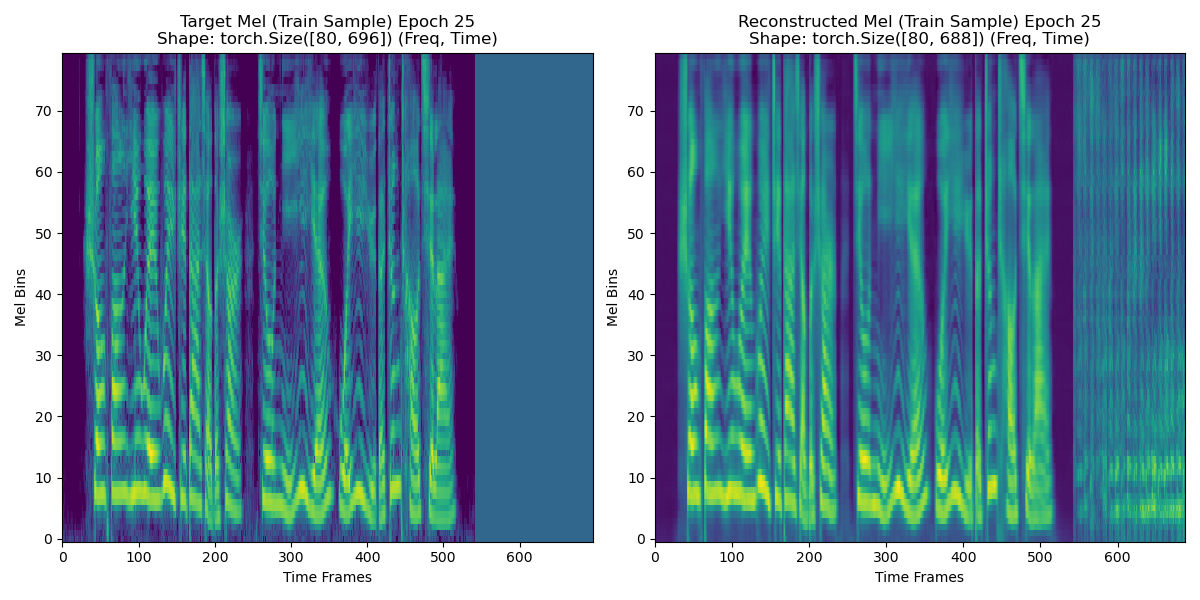 Target Mel (Train Sample) Epoch 25
Shape: torch.Size([80, 696]) (Freq, Time)
Mel Bins
70
60
50
40
30
20
10
0
0 100 200 300 400 500 600
Time Frames
Reconstructed Mel (Train Sample) Epoch 25
Shape: torch.Size([80, 688]) (Freq, Time)
Mel Bins
70
60
50
40
30
20
10
0
0 100 200 300 400 500 600
Time Frames